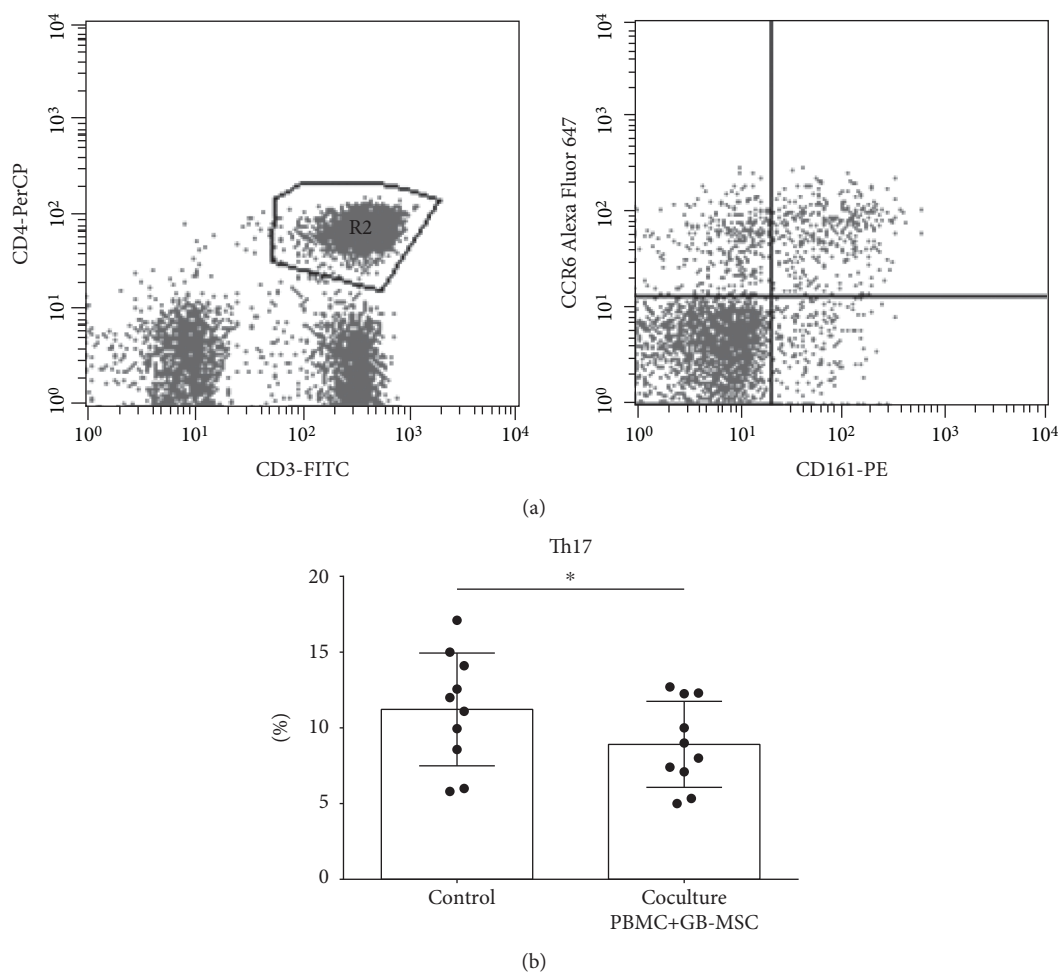 10⁴
10³
10²
10¹
10⁰
CD4-PerCP
R2
10⁰ 10¹ 10² 10³ 10⁴
CD3-FITC
10⁴
10³
10²
10¹
10⁰
CCR6 Alexa Fluor 647
10⁰ 10¹ 10² 10³ 10⁴
CD161-PE
(a)
Th17
*
20
15
10
5
0
(%)
Control
Coculture
PBMC+GB-MSC
(b)